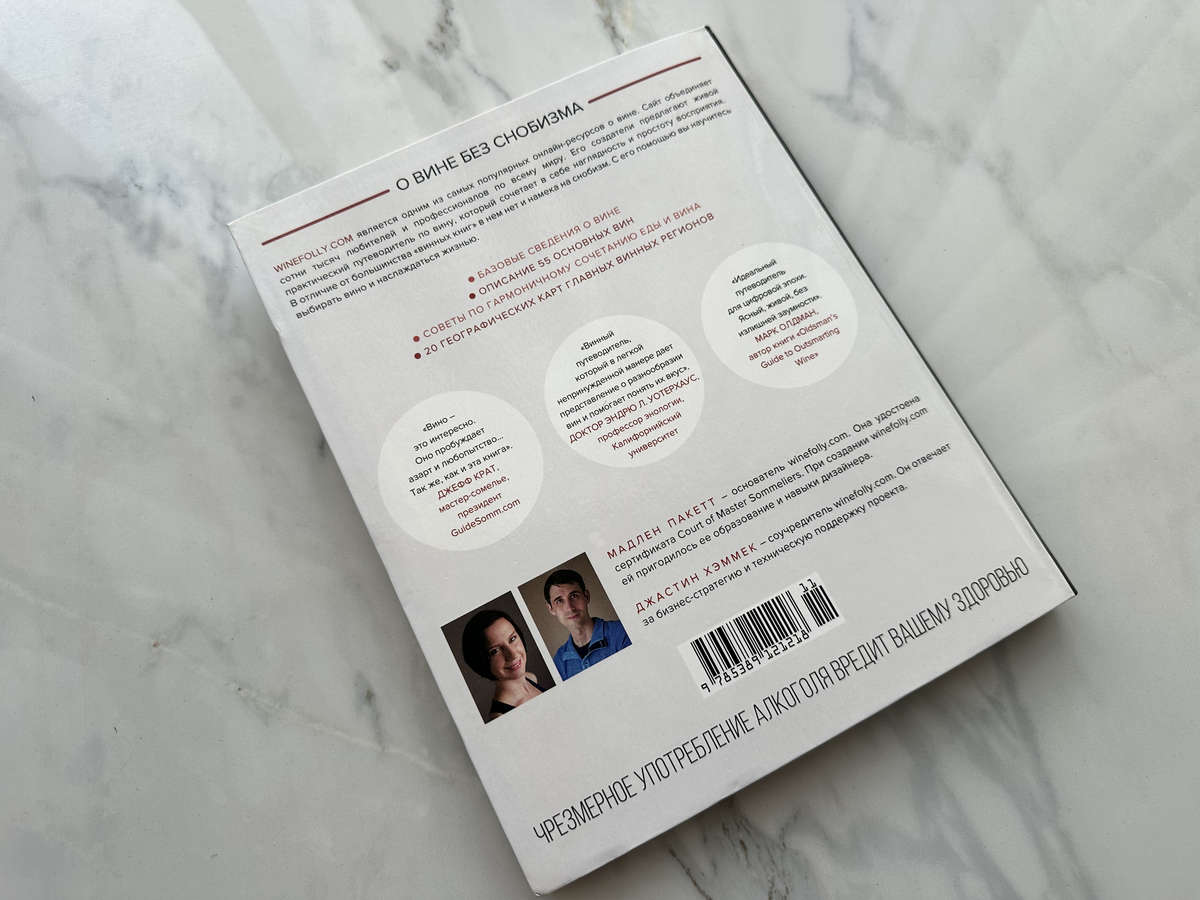 О ВИНЕ БЕЗ СНОБИЗМА
WINEFOLLY.COM является одним из самых популярных онлайн-ресурсов о вине. Сайт объединяет
сотни тысяч любителей и профессионалов по всему миру. Его создатели предлагают живой
практический путеводитель по вину, который сочетает в себе наглядность и простоту восприятия.
В отличие от большинства «винных книг» в нем нет и намека на снобизм. С его помощью вы научитесь
выбирать вино и наслаждаться жизнью.
• БАЗОВЫЕ СВЕДЕНИЯ О ВИНЕ
• ОПИСАНИЕ 55 ОСНОВНЫХ ВИН
• СОВЕТЫ ПО ГАРМОНИЧНОМУ СОЧЕТАНИЮ ЕДЫ И ВИНА
• 20 ГЕОГРАФИЧЕСКИХ КАРТ ГЛАВНЫХ ВИННЫХ РЕГИОНОВ
«Вино –
это интересно.
Оно пробуждает
азарт и любопытство...
Так же, как и эта книга».
ДЖЕФФ КРАТ,
мастер-сомелье,
президент
GuideSomm.com
«Винный
путеводитель,
который в легкой
непринужденной манере дает
представление о разнообразии
вин и помогает понять их вкус».
ДОКТОР ЭНДРЮ Л. УОТЕРХАУС,
профессор энологии,
Калифорнийский
университет
«Идеальный
путеводитель
для цифровой эпохи.
Ясный, живой, без
излишней заумности».
МАРК ОЛДМАН,
автор книги «Oldsman's
Guide to Outsmarting
Wine»
МАДЛЕН ПАКЕТТ – основатель winefolly.com. Она удостоена
сертификата Court of Master Sommeliers. При создании winefolly.com
ей пригодилось ее образование и навыки дизайнера.
ДЖАСТИН ХЭММЕК – соучредитель winefolly.com. Он отвечает
за бизнес-стратегию и техническую поддержку проекта.
11
9 785389 121218
ЧРЕЗМЕРНОЕ УПОТРЕБЛЕНИЕ АЛКОГОЛЯ ВРЕДИТ ВАШЕМУ ЗДОРОВЬЮ